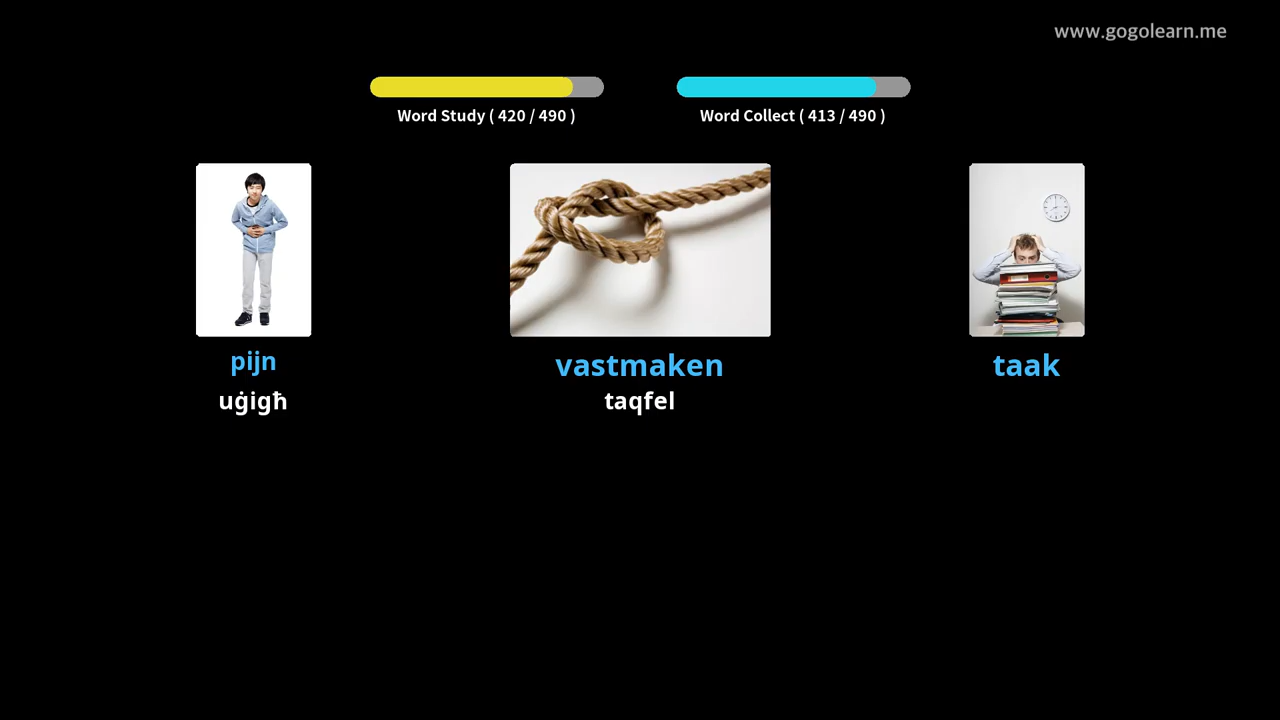 www.gogolearn.me
Word Study ( 420 / 490 )
Word Collect ( 413 / 490 )
pijn
uġigħ
vastmaken
taqfel
taak